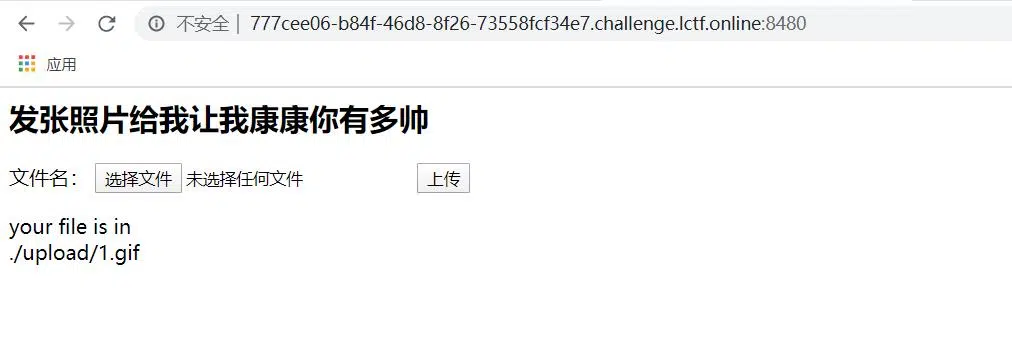 不安全 | 777cee06-b84f-46d8-8f26-73558fcf34e7.challenge.lctf.online:8480
应用
发张照片给我让我康康你有多帅
文件名： 选择文件 未选择任何文件 上传
your file is in
./upload/1.gif